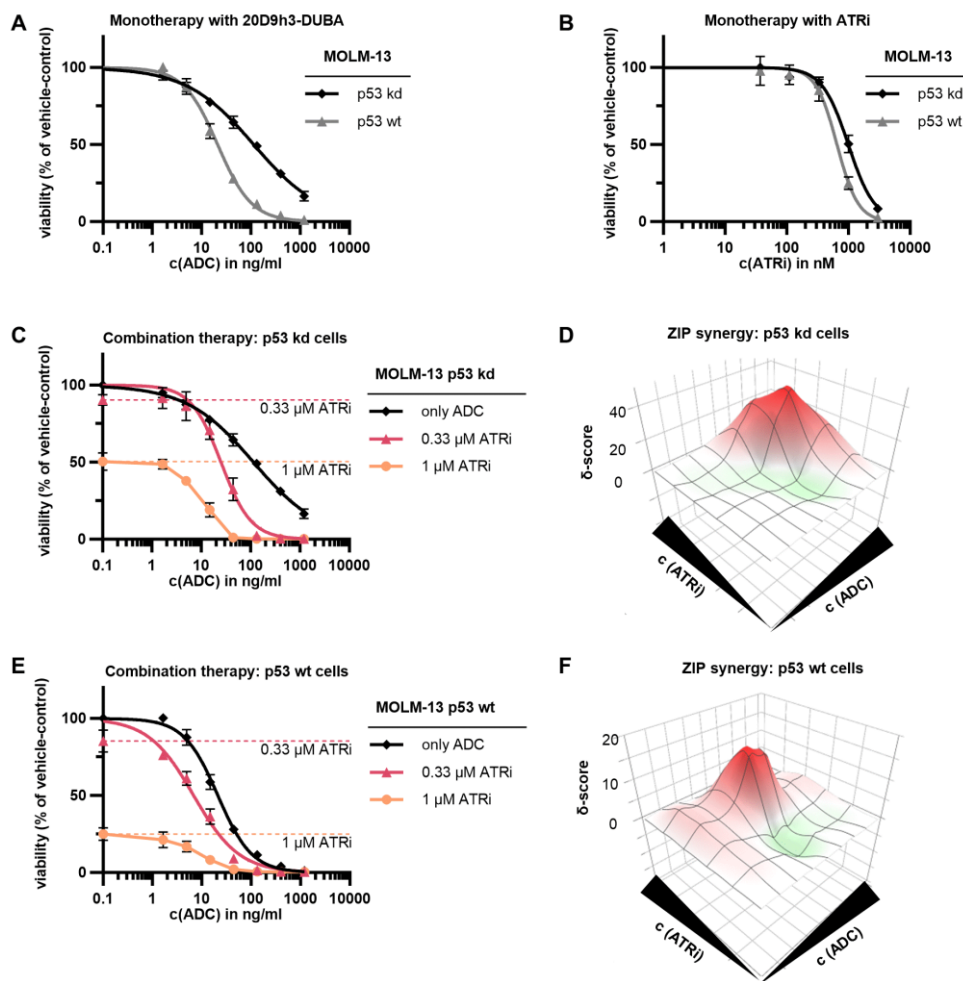 A
Monotherapy with 20D9h3-DUBA
MOLM-13
p53 kd
p53 wt
viability (% of vehicle-control)
100
50
0
0.1
1
10
100
1000
10000
c(ADC) in ng/ml
B
Monotherapy with ATRi
MOLM-13
p53 kd
p53 wt
viability (% of vehicle-control)
100
50
0
1
10
100
1000
10000
c(ATRi) in nM
C
Combination therapy: p53 kd cells
MOLM-13 p53 kd
only ADC
0.33 µM ATRi
1 µM ATRi
0.33 µM ATRi
1 µM ATRi
viability (% of vehicle-control)
100
50
0
0.1
1
10
100
1000
10000
c(ADC) in ng/ml
D
ZIP synergy: p53 kd cells
δ-score
40
20
0
c (ATRi)
c (ADC)
E
Combination therapy: p53 wt cells
MOLM-13 p53 wt
only ADC
0.33 µM ATRi
1 µM ATRi
0.33 µM ATRi
1 µM ATRi
viability (% of vehicle-control)
100
50
0
0.1
1
10
100
1000
10000
c(ADC) in ng/ml
F
ZIP synergy: p53 wt cells
δ-score
20
10
0
c (ATRi)
c (ADC)